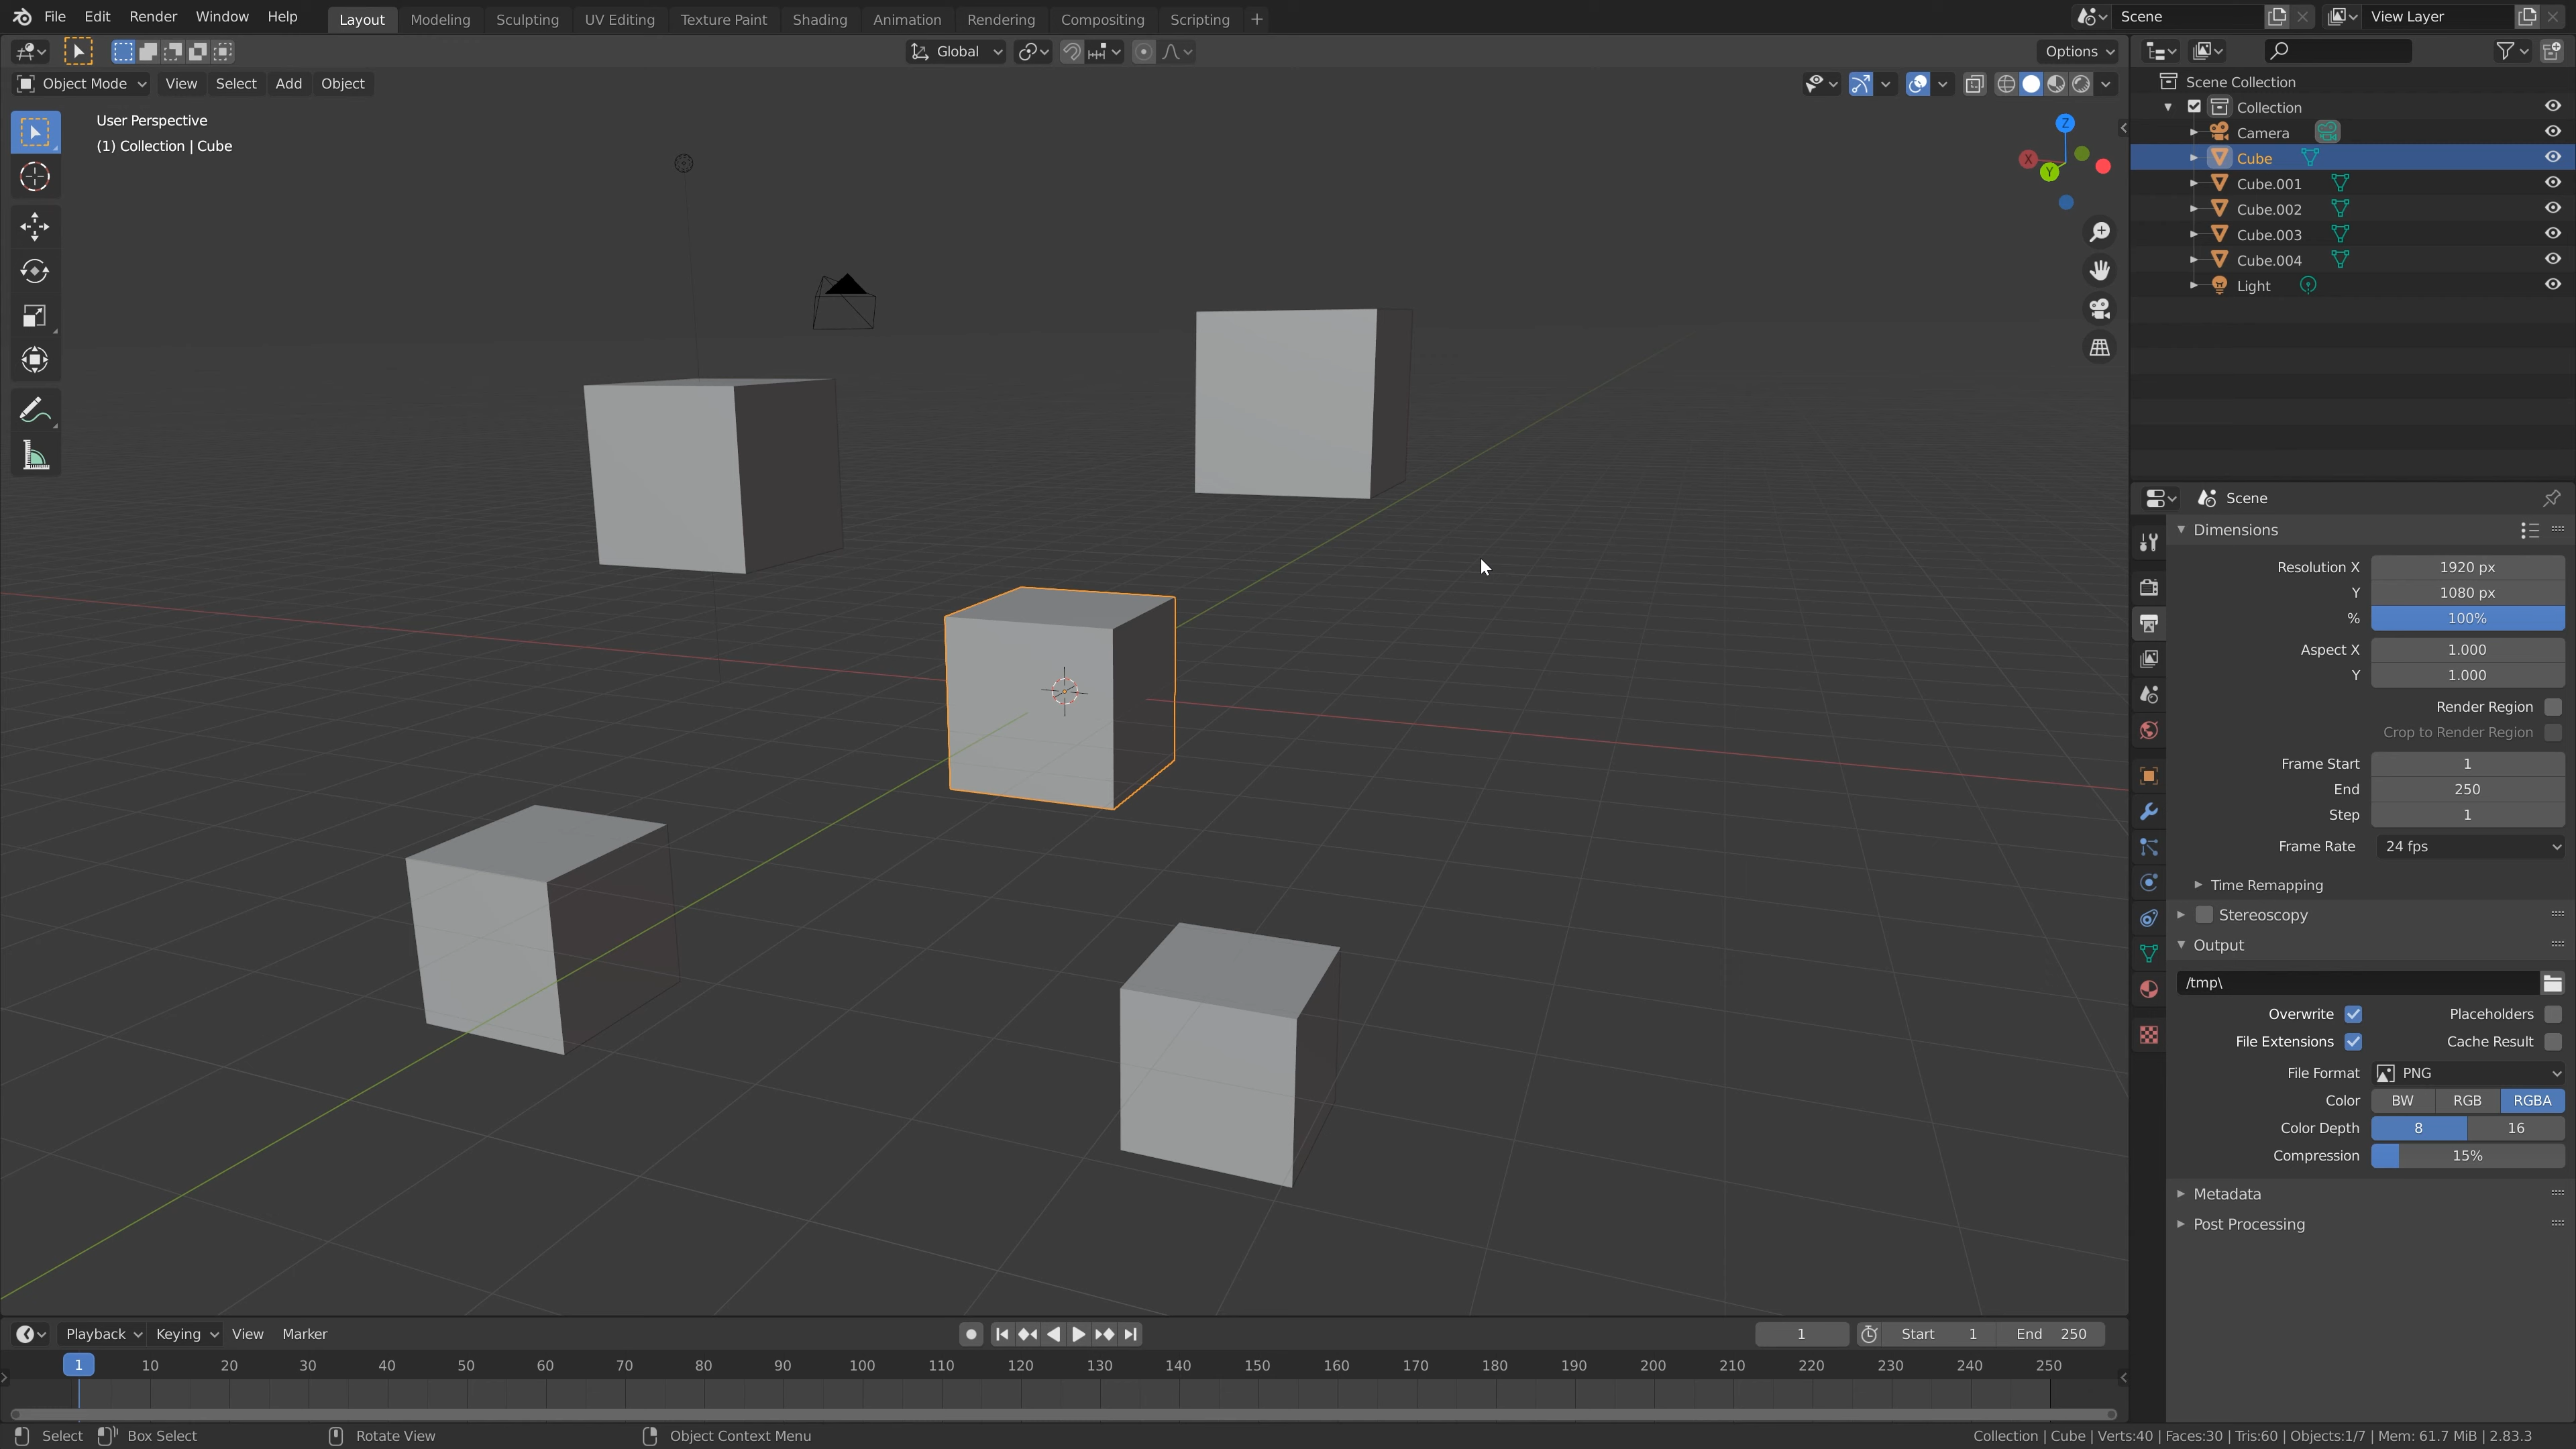 File Edit Render Window Help Layout Modeling Sculpting UV Editing Texture Paint Shading Animation Rendering Compositing Scripting + Scene View Layer
Global Options
Object Mode View Select Add Object
User Perspective
(1) Collection | Cube
Z
X
Y
Scene Collection
Collection
Camera
Cube
Cube.001
Cube.002
Cube.003
Cube.004
Light
Scene
Dimensions
Resolution X 1920 px
Y 1080 px
% 100%
Aspect X 1.000
Y 1.000
Render Region
Crop to Render Region
Frame Start 1
End 250
Step 1
Frame Rate 24 fps
Time Remapping
Stereoscopy
Output
/tmp\
Overwrite Placeholders
File Extensions Cache Result
File Format PNG
Color BW RGB RGBA
Color Depth 8 16
Compression 15%
Metadata
Post Processing
Playback Keying View Marker 1 Start 1 End 250
1 10 20 30 40 50 60 70 80 90 100 110 120 130 140 150 160 170 180 190 200 210 220 230 240 250
Select Box Select Rotate View Object Context Menu Collection | Cube | Verts:40 | Faces:30 | Tris:60 | Objects:1/7 | Mem: 61.7 MiB | 2.83.3